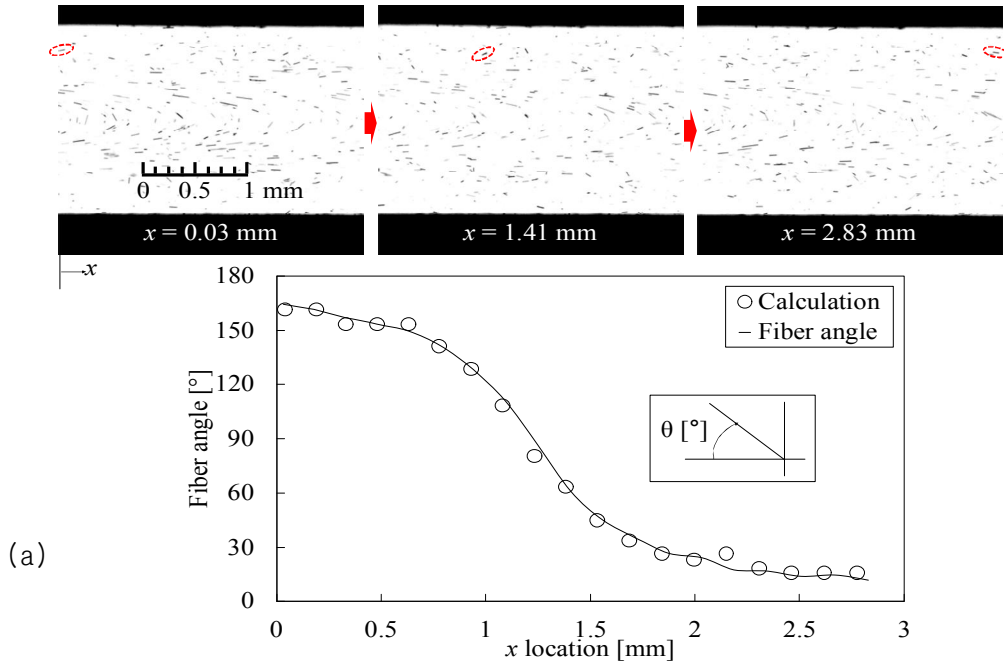 0 0.5 1 mm
x = 0.03 mm
x = 1.41 mm
x = 2.83 mm
x
180
150
120
90
60
30
0
Fiber angle [°]
Calculation
Fiber angle
θ [°]
(a)
0 0.5 1 1.5 2 2.5 3
x location [mm]